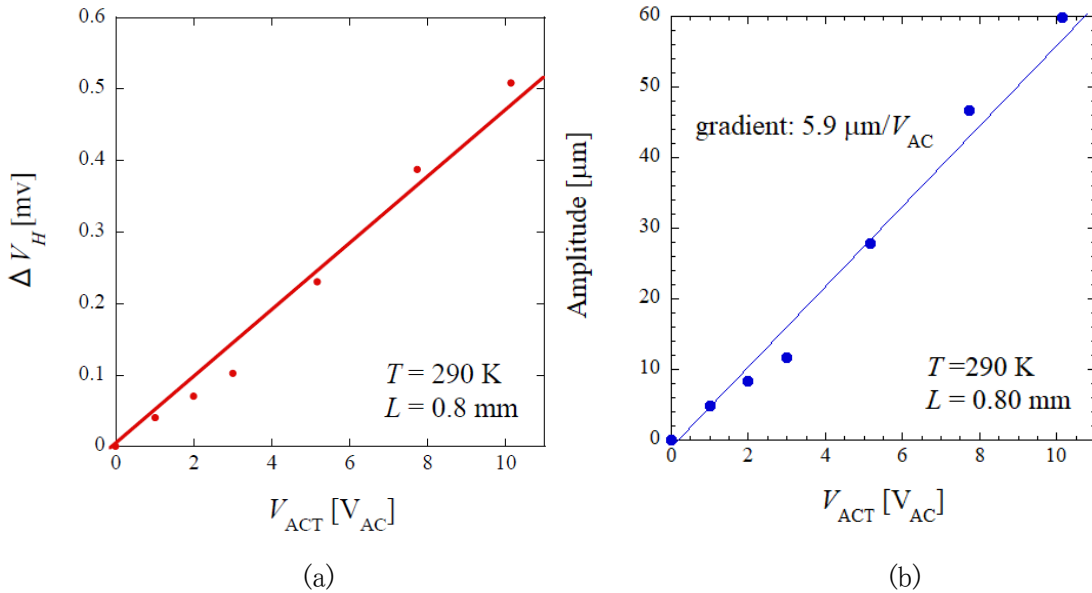 0.6
0.5
0.4
0.3
0.2
0.1
0
0
2
4
6
8
10
Δ V_H [mv]
T = 290 K
L = 0.8 mm
V_ACT [V_AC]
(a)
60
50
40
30
20
10
0
0
2
4
6
8
10
Amplitude [μm]
gradient: 5.9 μm/V_AC
T =290 K
L = 0.80 mm
V_ACT [V_AC]
(b)